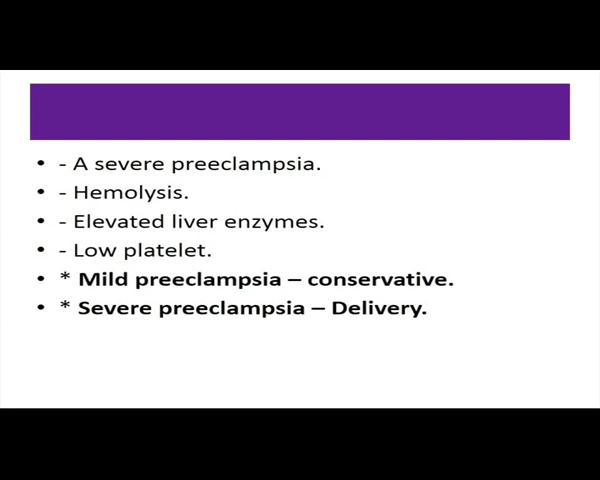 • - A severe preeclampsia.
• - Hemolysis.
• - Elevated liver enzymes.
• - Low platelet.
• * Mild preeclampsia – conservative.
• * Severe preeclampsia – Delivery.